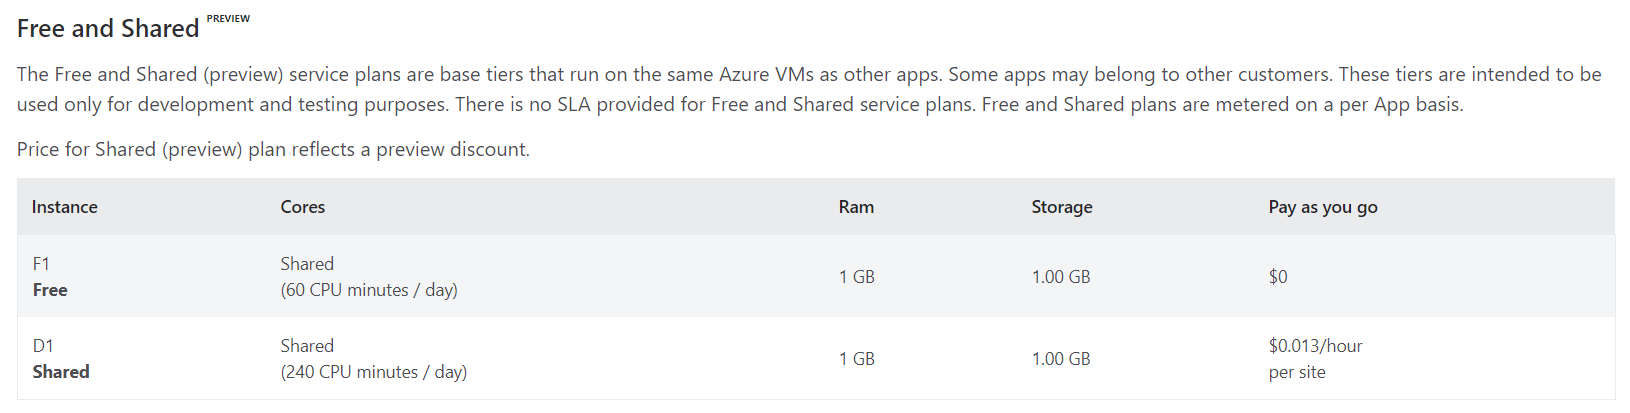 Free and Shared PREVIEW
The Free and Shared (preview) service plans are base tiers that run on the same Azure VMs as other apps. Some apps may belong to other customers. These tiers are intended to be
used only for development and testing purposes. There is no SLA provided for Free and Shared service plans. Free and Shared plans are metered on a per App basis.
Price for Shared (preview) plan reflects a preview discount.
Instance Cores Ram Storage Pay as you go
F1 Shared
Free (60 CPU minutes / day) 1 GB 1.00 GB $0
D1 Shared 1 GB 1.00 GB $0.013/hour
Shared (240 CPU minutes / day) per site